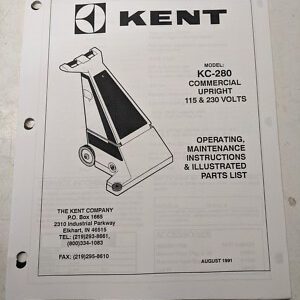 KENT
MODEL:
KC-280
COMMERCIAL
UPRIGHT
115 & 230 VOLTS
OPERATING,
MAINTENANCE
INSTRUCTIONS
& ILLUSTRATED
PARTS LIST
THE KENT COMPANY
P.O. Box 1665
2310 Industrial Parkway
Elkhart, IN 46515
TEL: (219)293-8661,
(800)334-1083
FAX: (219)295-8610
AUGUST 1991